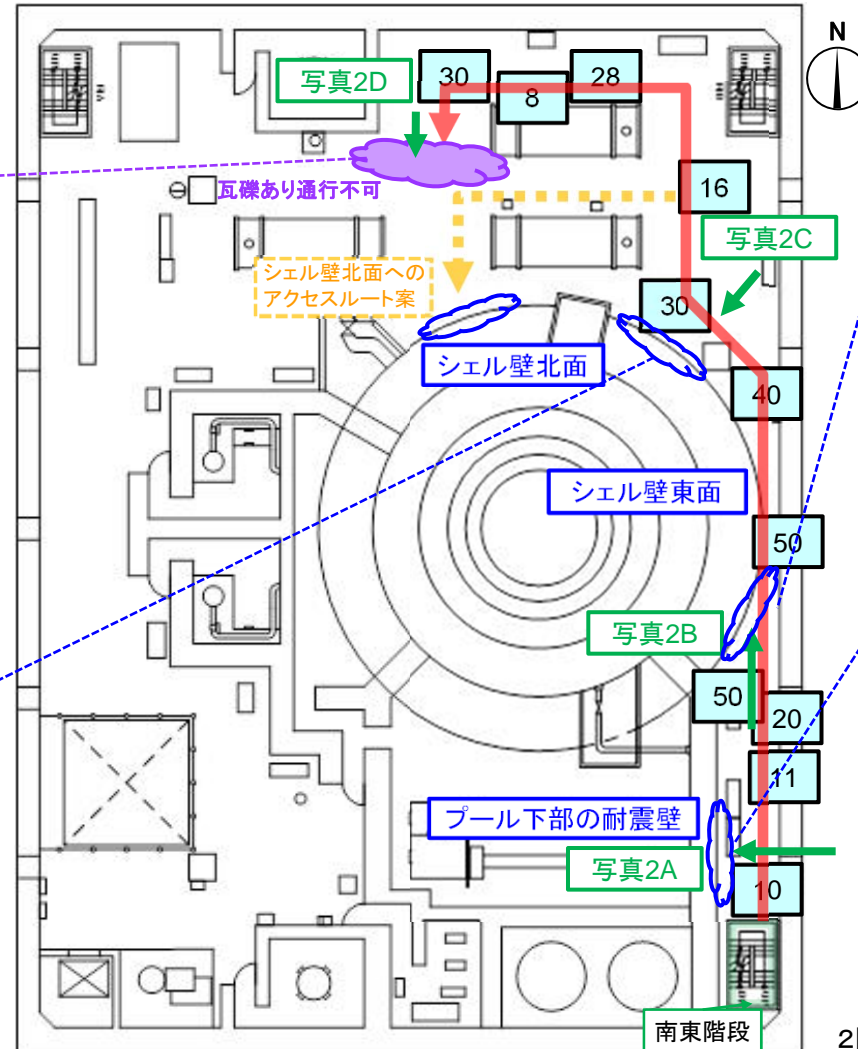 N
写真2D
30
8
28
瓦礫あり通行不可
16
写真2C
シェル壁北面への
アクセスルート案
30
シェル壁北面
40
シェル壁東面
50
写真2B
50
20
11
プール下部の耐震壁
写真2A
10
南東階段